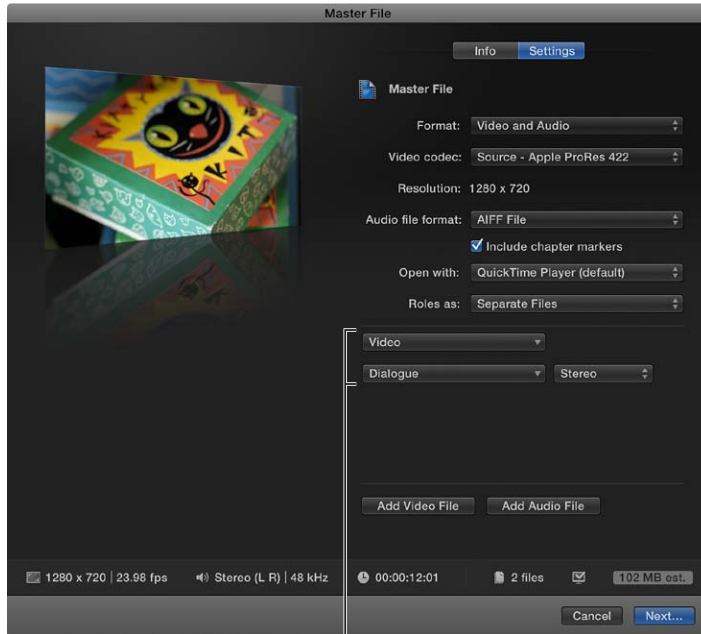 Master File
Info Settings
Master File
Format: Video and Audio
Video codec: Source - Apple ProRes 422
Resolution: 1280 x 720
Audio file format: AIFF File
Include chapter markers
Open with: QuickTime Player (default)
Roles as: Separate Files
Video
Dialogue Stereo
Add Video File Add Audio File
1280 x 720 | 23.98 fps Stereo (L R) | 48 kHz 00:00:12:01 2 files 102 MB est.
Cancel Next...